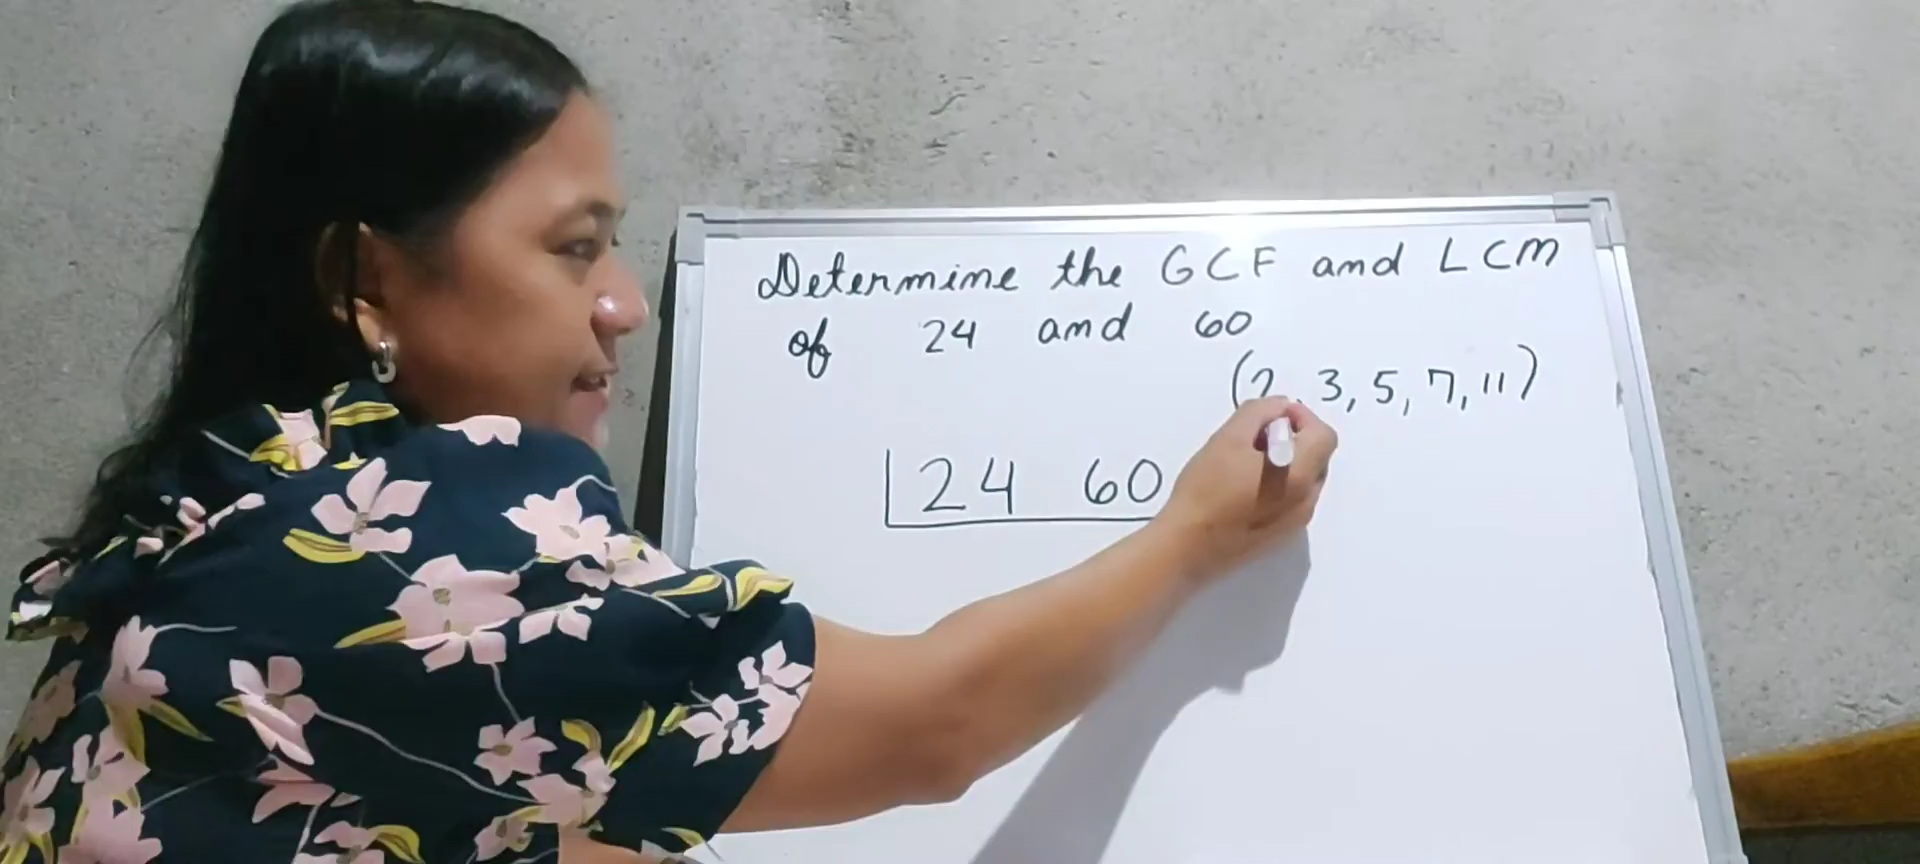 Determine the GCF and LCM
of 24 and 60
(2, 3, 5, 7, 11)
24 60